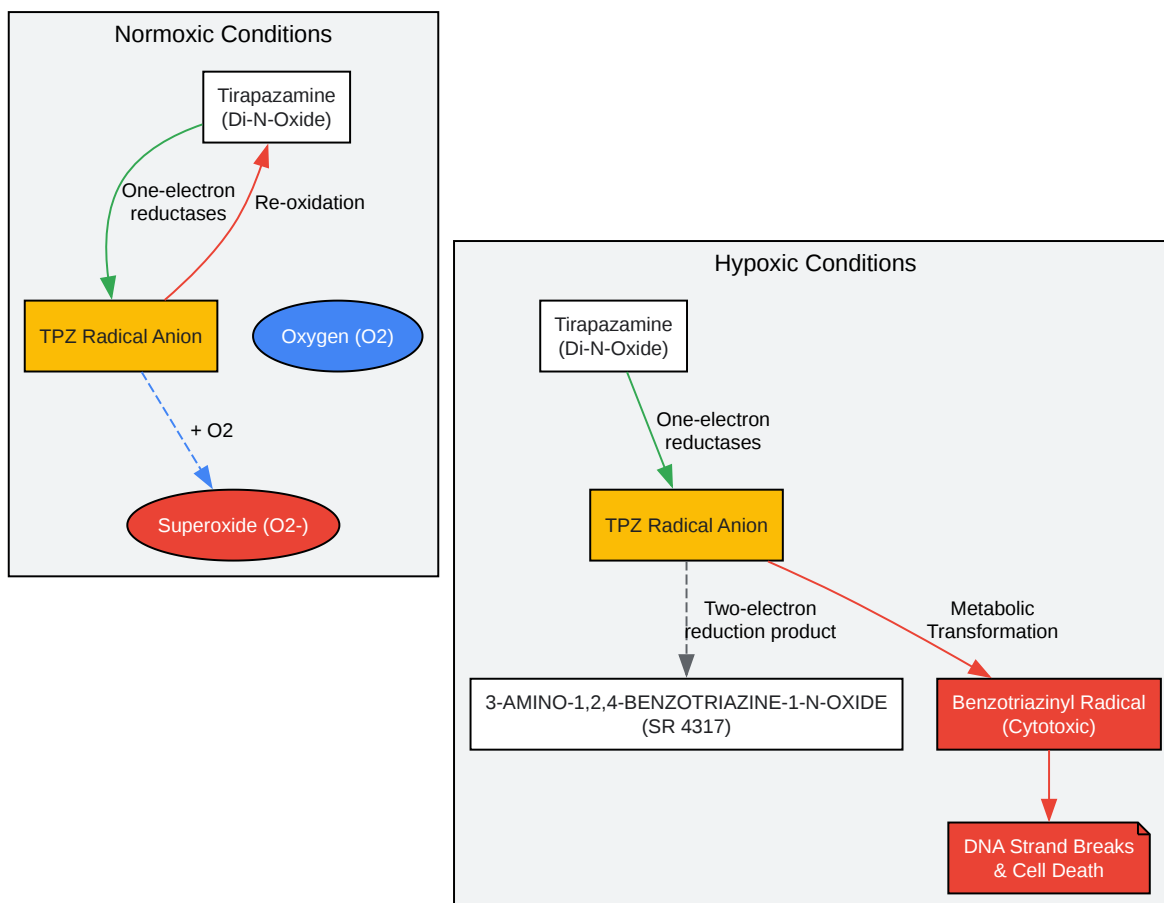 Normoxic Conditions
Tirapazamine
(Di-N-Oxide)
One-electron
reductases
Re-oxidation
TPZ Radical Anion
Oxygen (O2)
+ O2
Superoxide (O2-)
Hypoxic Conditions
Tirapazamine
(Di-N-Oxide)
One-electron
reductases
TPZ Radical Anion
Two-electron
reduction product
Metabolic
Transformation
3-AMINO-1,2,4-BENZOTRIAZINE-1-N-OXIDE
(SR 4317)
Benzotriazinyl Radical
(Cytotoxic)
DNA Strand Breaks
& Cell Death